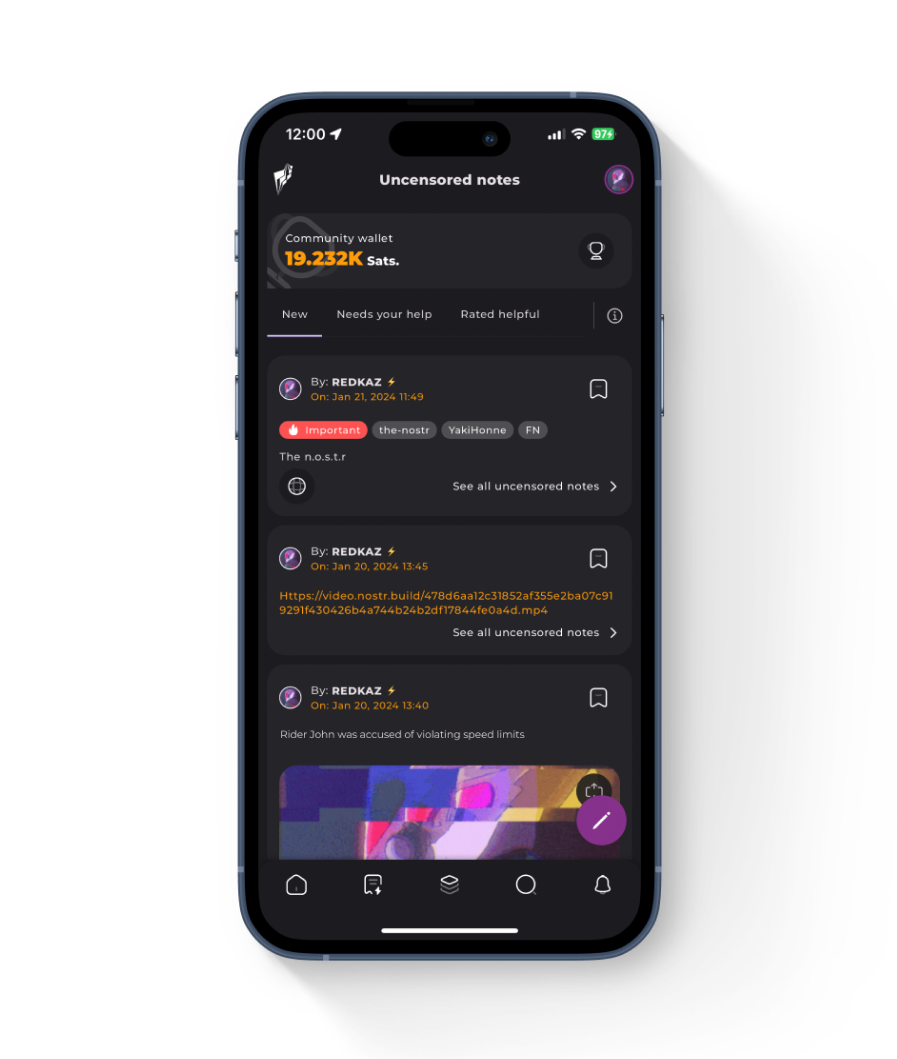 12:00
97
Uncensored notes
Community wallet
19.232K Sats.
New
Needs your help
Rated helpful
By: REDKAZ
On: Jan 21, 2024 11:49
Important
the-nostr
YakiHonne
FN
The n.o.s.t.r
See all uncensored notes
By: REDKAZ
On: Jan 20, 2024 13:45
Https://video.nostr.build/478d6aa12c31852af355e2ba07c91
9291f430426b4a744b24b2df17844fe0a4d.mp4
See all uncensored notes
By: REDKAZ
On: Jan 20, 2024 13:40
Rider John was accused of violating speed limits